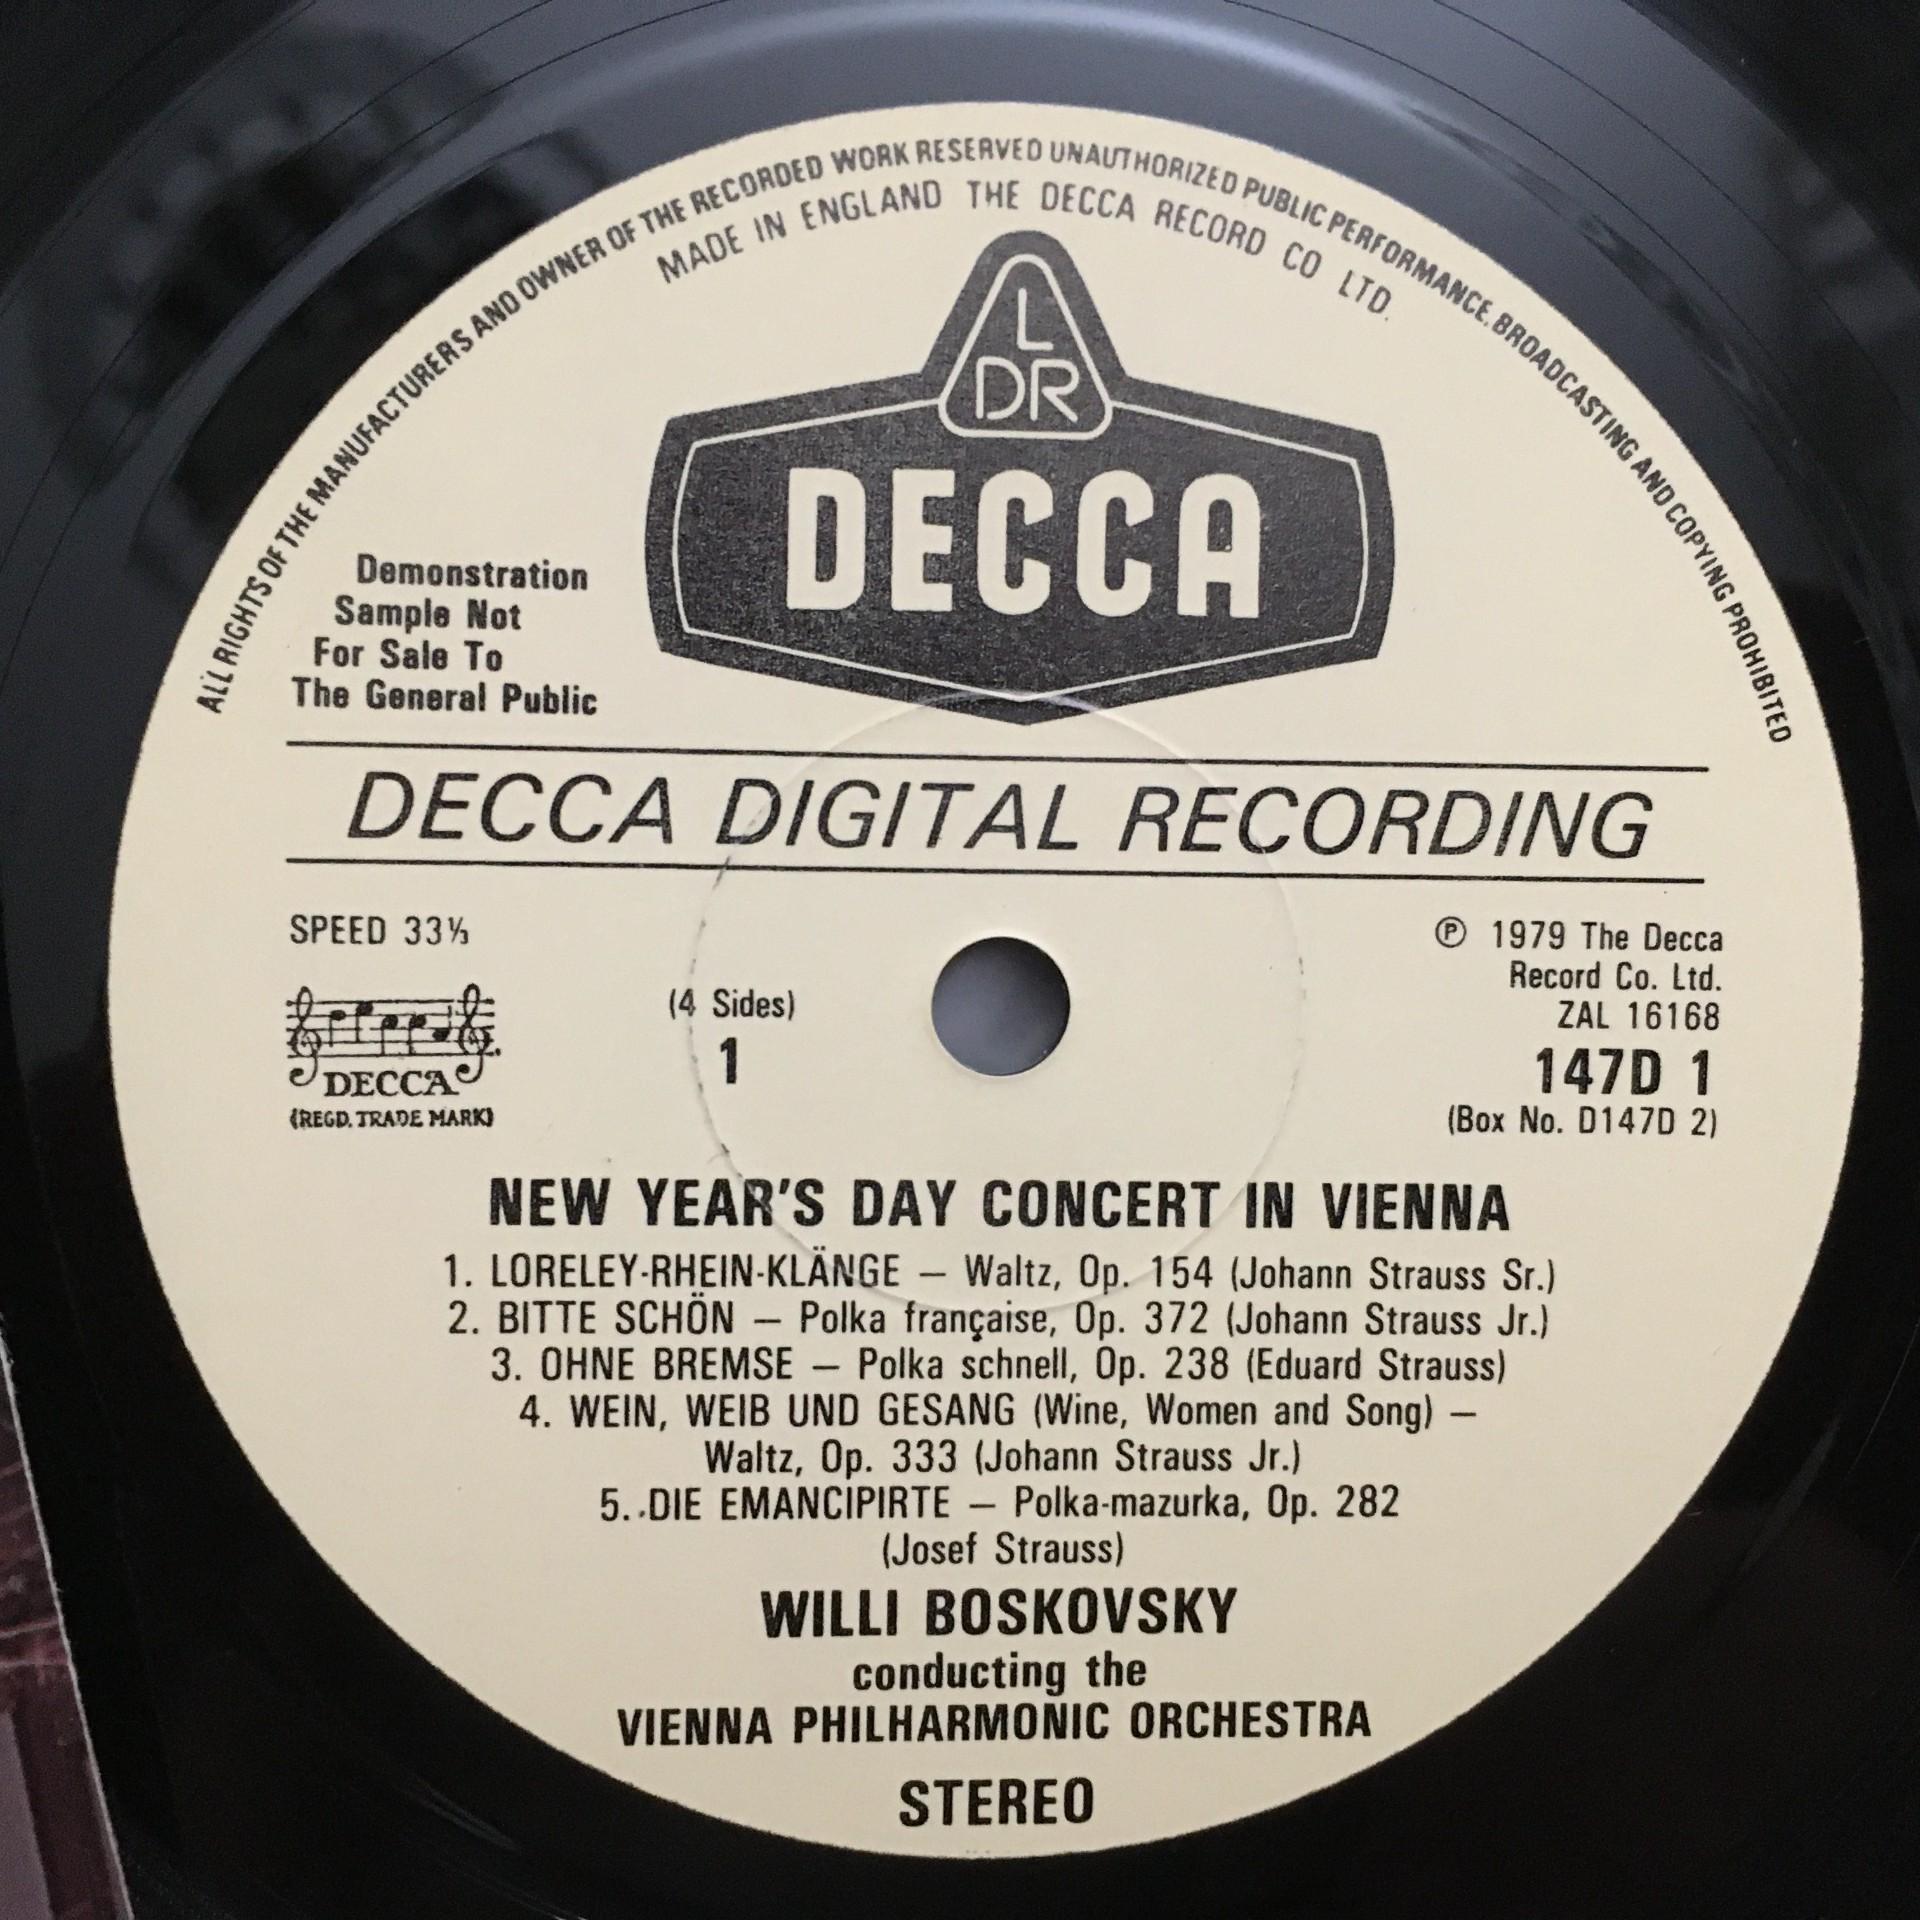 ALL RIGHTS OF THE MANUFACTURERS AND OWNER OF THE RECORDED WORK RESERVED UNAUTHORIZED PUBLIC PERFORMANCE. BROADCASTING AND COPYING PROHIBITED
MADE IN ENGLAND THE DECCA RECORD CO LTD.
L
DR
DECCA
Demonstration
Sample Not
For Sale To
The General Public
DECCA DIGITAL RECORDING
SPEED 33⅓
DECCA
(REGD. TRADE MARK)
(4 Sides)
1
℗ 1979 The Decca
Record Co. Ltd.
ZAL 16168
147D 1
(Box No. D147D 2)
NEW YEAR'S DAY CONCERT IN VIENNA
1. LORELEY-RHEIN-KLÄNGE – Waltz, Op. 154 (Johann Strauss Sr.)
2. BITTE SCHÖN – Polka française, Op. 372 (Johann Strauss Jr.)
3. OHNE BREMSE – Polka schnell, Op. 238 (Eduard Strauss)
4. WEIN, WEIB UND GESANG (Wine, Women and Song) –
Waltz, Op. 333 (Johann Strauss Jr.)
5. DIE EMANCIPIRTE – Polka-mazurka, Op. 282
(Josef Strauss)
WILLI BOSKOVSKY
conducting the
VIENNA PHILHARMONIC ORCHESTRA
STEREO